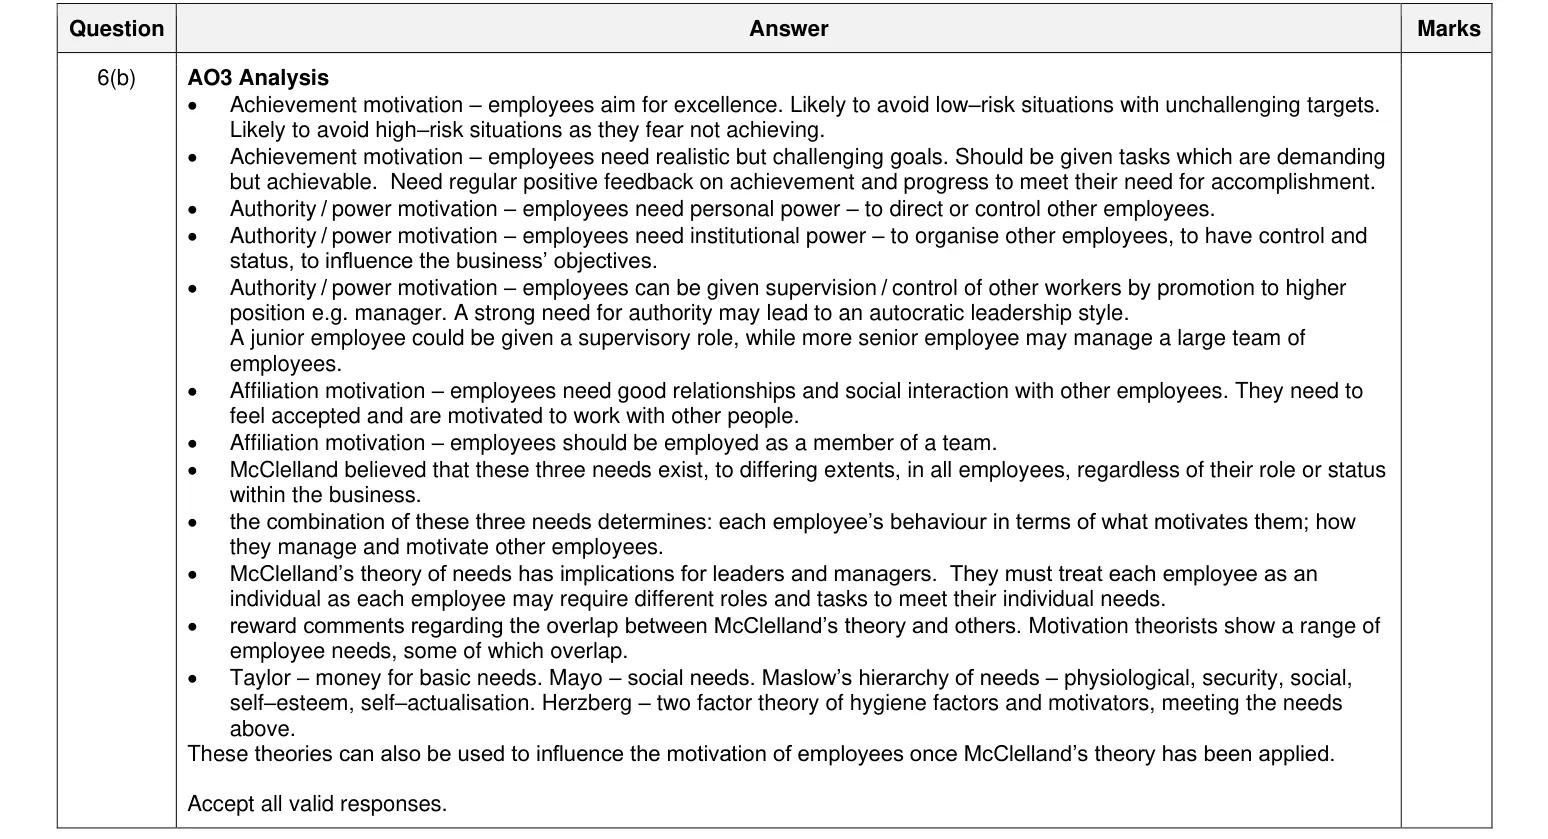 Question Answer Marks
6(b) AO3 Analysis
• Achievement motivation – employees aim for excellence. Likely to avoid low–risk situations with unchallenging targets.
Likely to avoid high–risk situations as they fear not achieving.
• Achievement motivation – employees need realistic but challenging goals. Should be given tasks which are demanding
but achievable.  Need regular positive feedback on achievement and progress to meet their need for accomplishment.
• Authority / power motivation – employees need personal power – to direct or control other employees.
• Authority / power motivation – employees need institutional power – to organise other employees, to have control and
status, to influence the business’ objectives.
• Authority / power motivation – employees can be given supervision / control of other workers by promotion to higher
position e.g. manager. A strong need for authority may lead to an autocratic leadership style.
A junior employee could be given a supervisory role, while more senior employee may manage a large team of
employees.
• Affiliation motivation – employees need good relationships and social interaction with other employees. They need to
feel accepted and are motivated to work with other people.
• Affiliation motivation – employees should be employed as a member of a team.
• McClelland believed that these three needs exist, to differing extents, in all employees, regardless of their role or status
within the business.
• the combination of these three needs determines: each employee’s behaviour in terms of what motivates them; how
they manage and motivate other employees.
• McClelland’s theory of needs has implications for leaders and managers.  They must treat each employee as an
individual as each employee may require different roles and tasks to meet their individual needs.
• reward comments regarding the overlap between McClelland’s theory and others. Motivation theorists show a range of
employee needs, some of which overlap.
• Taylor – money for basic needs. Mayo – social needs. Maslow’s hierarchy of needs – physiological, security, social,
self–esteem, self–actualisation. Herzberg – two factor theory of hygiene factors and motivators, meeting the needs
above.
These theories can also be used to influence the motivation of employees once McClelland’s theory has been applied.
Accept all valid responses.